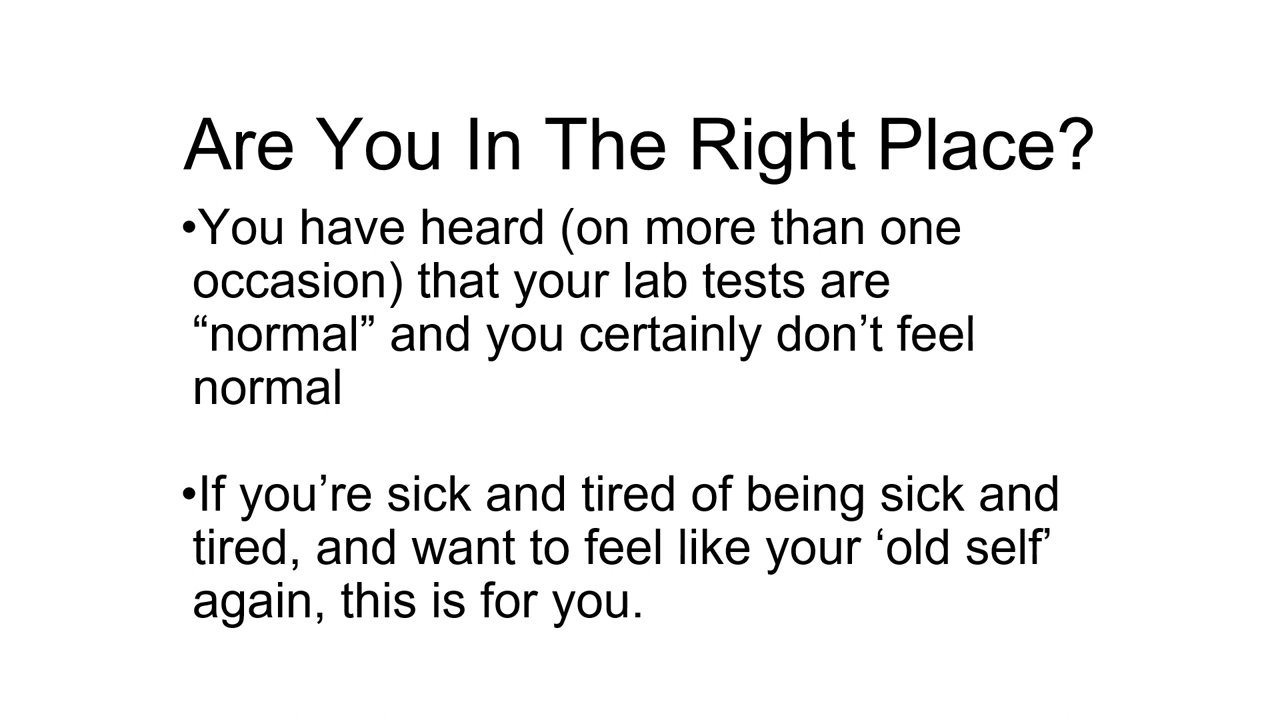 Are You In The Right Place?
•You have heard (on more than one
occasion) that your lab tests are
“normal” and you certainly don’t feel
normal
•If you’re sick and tired of being sick and
tired, and want to feel like your ‘old self’
again, this is for you.